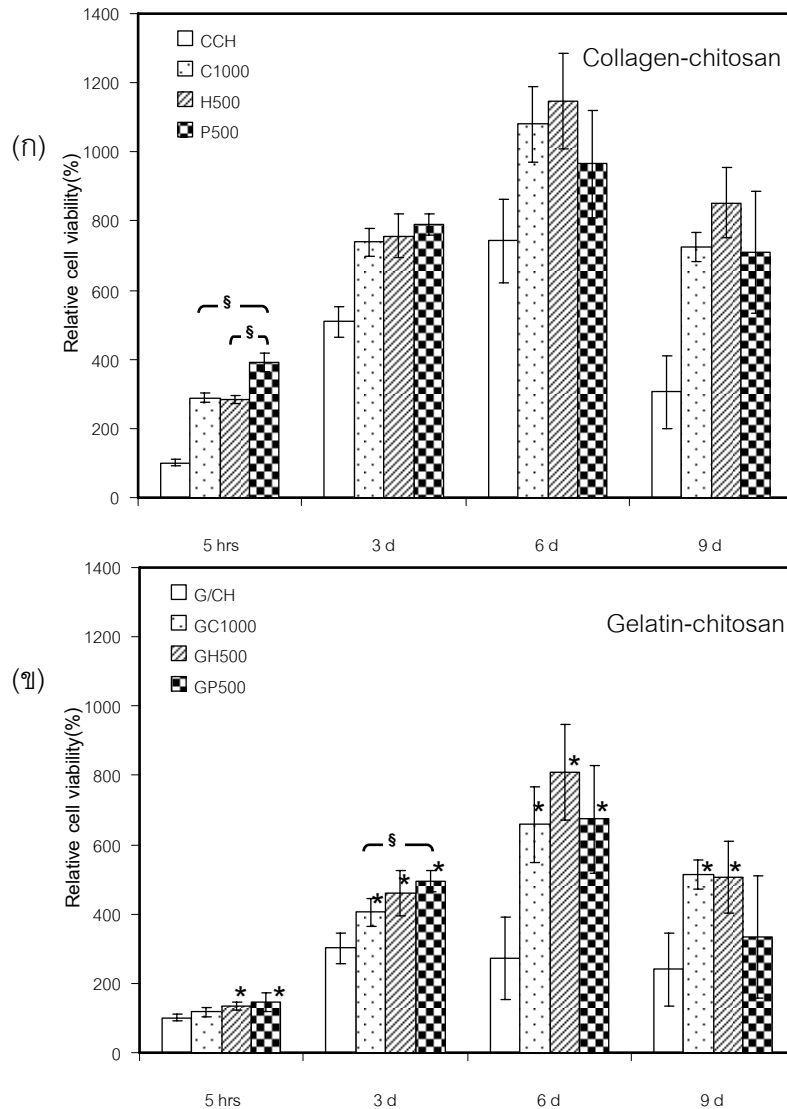 1400
1200
1000
800
600
400
200
0
Relative cell viability(%)
(ก)
CCH
C1000
H500
P500
Collagen-chitosan
§
§
5 hrs 3 d 6 d 9 d
1400
1200
1000
800
600
400
200
0
Relative cell viability(%)
(ข)
G/CH
GC1000
GH500
GP500
Gelatin-chitosan
* *
§
* * *
* * *
* *
5 hrs 3 d 6 d 9 d